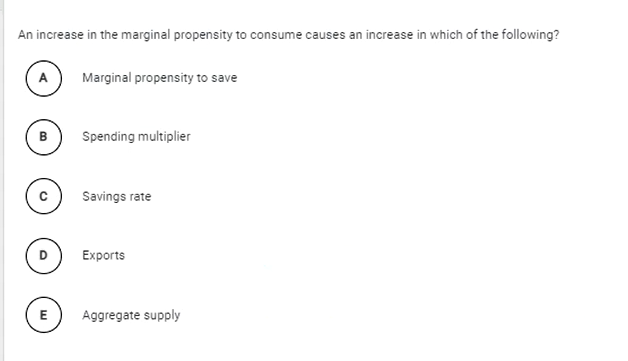 An increase in the marginal propensity to consume causes an increase in which of the following?
A Marginal propensity to save
B Spending multiplier
C Savings rate
D Exports
E Aggregate supply